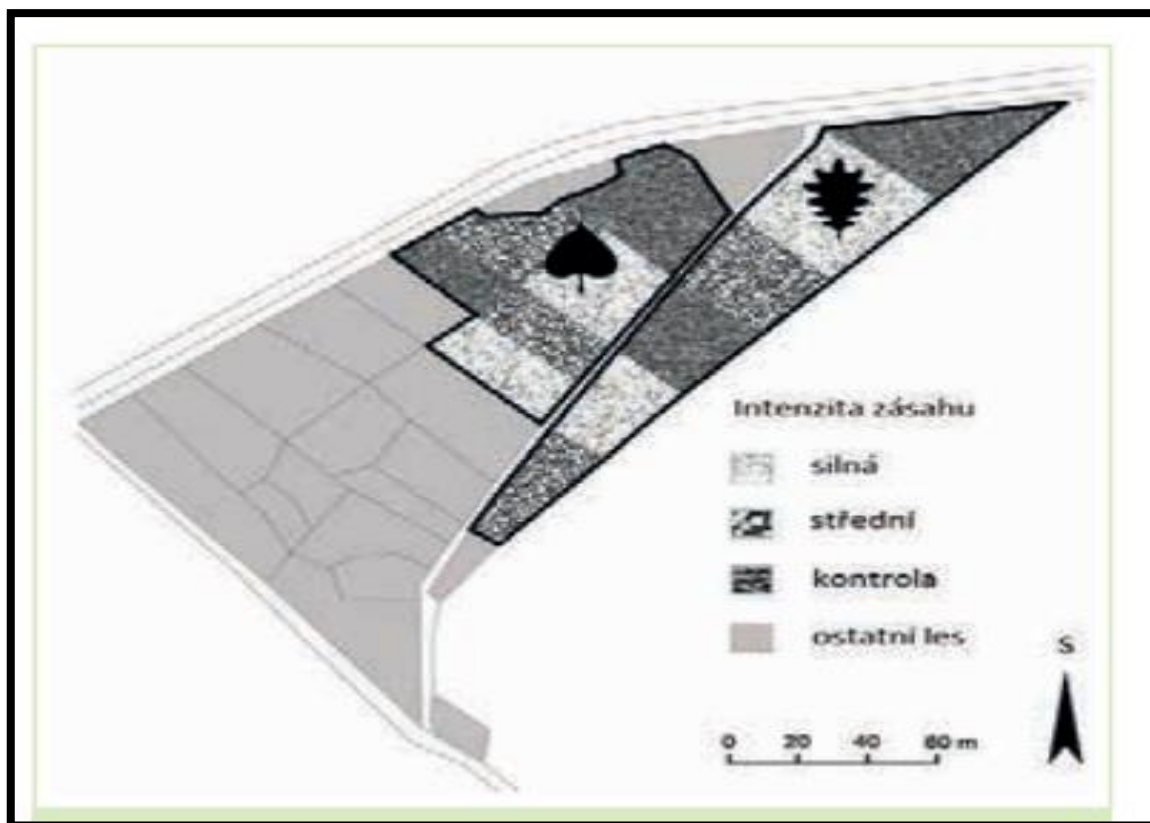 Intenzita zásahu
silná
střední
kontrola
ostatní les
S
0 20 40 60 m